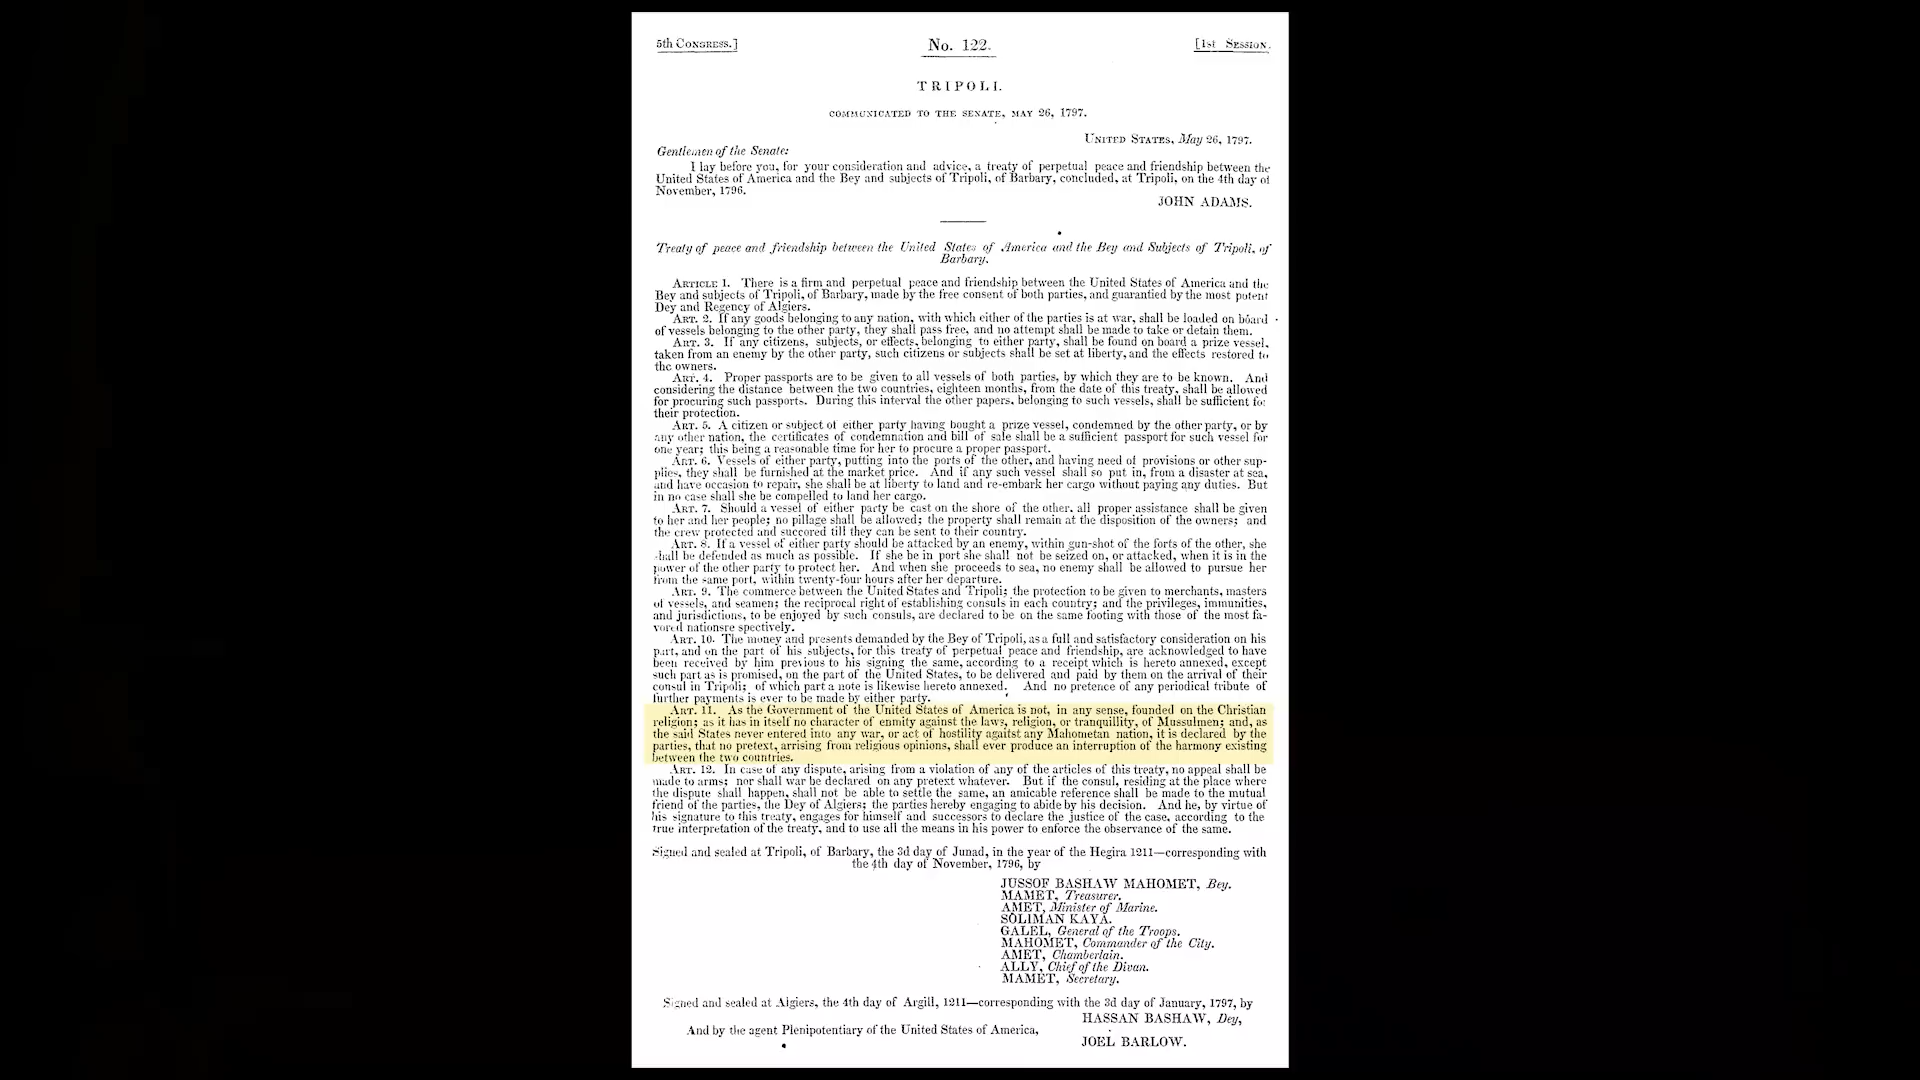 5th CONGRESS.]
No. 122.
[1st SESSION.
TRIPOLI.
COMMUNICATED TO THE SENATE, MAY 26, 1797.
UNITED STATES, May 26, 1797.
Gentlemen of the Senate:
I lay before you, for your consideration and advice, a treaty of perpetual peace and friendship between the
United States of America and the Bey and subjects of Tripoli, of Barbary, concluded, at Tripoli, on the 4th day of
November, 1796.
JOHN ADAMS.
Treaty of peace and friendship between the United States of America and the Bey and Subjects of Tripoli, of
Barbary.
ARTICLE 1. There is a firm and perpetual peace and friendship between the United States of America and the
Bey and subjects of Tripoli, of Barbary, made by the free consent of both parties, and guarantied by the most potent
Dey and Regency of Algiers.
ART. 2. If any goods belonging to any nation, with which either of the parties is at war, shall be loaded on board
of vessels belonging to the other party, they shall pass free, and no attempt shall be made to take or detain them.
ART. 3. If any citizens, subjects, or effects, belonging to either party, shall be found on board a prize vessel,
taken from an enemy by the other party, such citizens or subjects shall be set at liberty, and the effects restored to
the owners.
ART. 4. Proper passports are to be given to all vessels of both parties, by which they are to be known. And
considering the distance between the two countries, eighteen months, from the date of this treaty, shall be allowed
for procuring such passports. During this interval the other papers, belonging to such vessels, shall be sufficient for
their protection.
ART. 5. A citizen or subject of either party having bought a prize vessel, condemned by the other party, or by
any other nation, the certificates of condemnation and bill of sale shall be a sufficient passport for such vessel for
one year; this being a reasonable time for her to procure a proper passport.
ART. 6. Vessels of either party, putting into the ports of the other, and having need of provisions or other sup-
plies, they shall be furnished at the market price. And if any such vessel shall so put in, from a disaster at sea,
and have occasion to repair, she shall be at liberty to land and re-embark her cargo without paying any duties. But
in no case shall she be compelled to land her cargo.
ART. 7. Should a vessel of either party be cast on the shore of the other, all proper assistance shall be given
to her and her people; no pillage shall be allowed; the property shall remain at the disposition of the owners; and
the crew protected and succored till they can be sent to their country.
ART. 8. If a vessel of either party should be attacked by an enemy, within gun-shot of the forts of the other, she
shall be defended as much as possible. If she be in port she shall not be seized on, or attacked, when it is in the
power of the other party to protect her. And when she proceeds to sea, no enemy shall be allowed to pursue her
from the same port, within twenty-four hours after her departure.
ART. 9. The commerce between the United States and Tripoli; the protection to be given to merchants, masters
of vessels, and seamen; the reciprocal right of establishing consuls in each country; and the privileges, immunities,
and jurisdictions, to be enjoyed by such consuls, are declared to be on the same footing with those of the most fa-
vored nationsre spectively.
ART. 10. The money and presents demanded by the Bey of Tripoli, as a full and satisfactory consideration on his
part, and on the part of his subjects, for this treaty of perpetual peace and friendship, are acknowledged to have
been received by him previous to his signing the same, according to a receipt which is hereto annexed, except
such part as is promised, on the part of the United States, to be delivered and paid by them on the arrival of their
consul in Tripoli; of which part a note is likewise hereto annexed. And no pretence of any periodical tribute of
further payments is ever to be made by either party.
ART. 11. As the Government of the United States of America is not, in any sense, founded on the Christian
religion; as it has in itself no character of enmity against the laws, religion, or tranquillity, of Mussulmen; and, as
the said States never entered into any war, or act of hostility agaitst any Mahometan nation, it is declared by the
parties, that no pretext, arrising from religious opinions, shall ever produce an interruption of the harmony existing
between the two countries.
ART. 12. In case of any dispute, arising from a violation of any of the articles of this treaty, no appeal shall be
made to arms; nor shall war be declared on any pretext whatever. But if the consul, residing at the place where
the dispute shall happen, shall not be able to settle the same, an amicable reference shall be made to the mutual
friend of the parties, the Dey of Algiers; the parties hereby engaging to abide by his decision. And he, by virtue of
his signature to this treaty, engages for himself and successors to declare the justice of the case, according to the
true interpretation of the treaty, and to use all the means in his power to enforce the observance of the same.
Signed and sealed at Tripoli, of Barbary, the 3d day of Junad, in the year of the Hegira 1211—corresponding with
the 4th day of November, 1796, by
JUSSOF BASHAW MAHOMET, Bey.
MAMET, Treasurer.
AMET, Minister of Marine.
SOLIMAN KAYA.
GALEL, General of the Troops.
MAHOMET, Commander of the City.
AMET, Chamberlain.
ALLY, Chief of the Divan.
MAMET, Secretary.
Signed and sealed at Algiers, the 4th day of Argill, 1211—corresponding with the 3d day of January, 1797, by
HASSAN BASHAW, Dey,
And by the agent Plenipotentiary of the United States of America,
JOEL BARLOW.